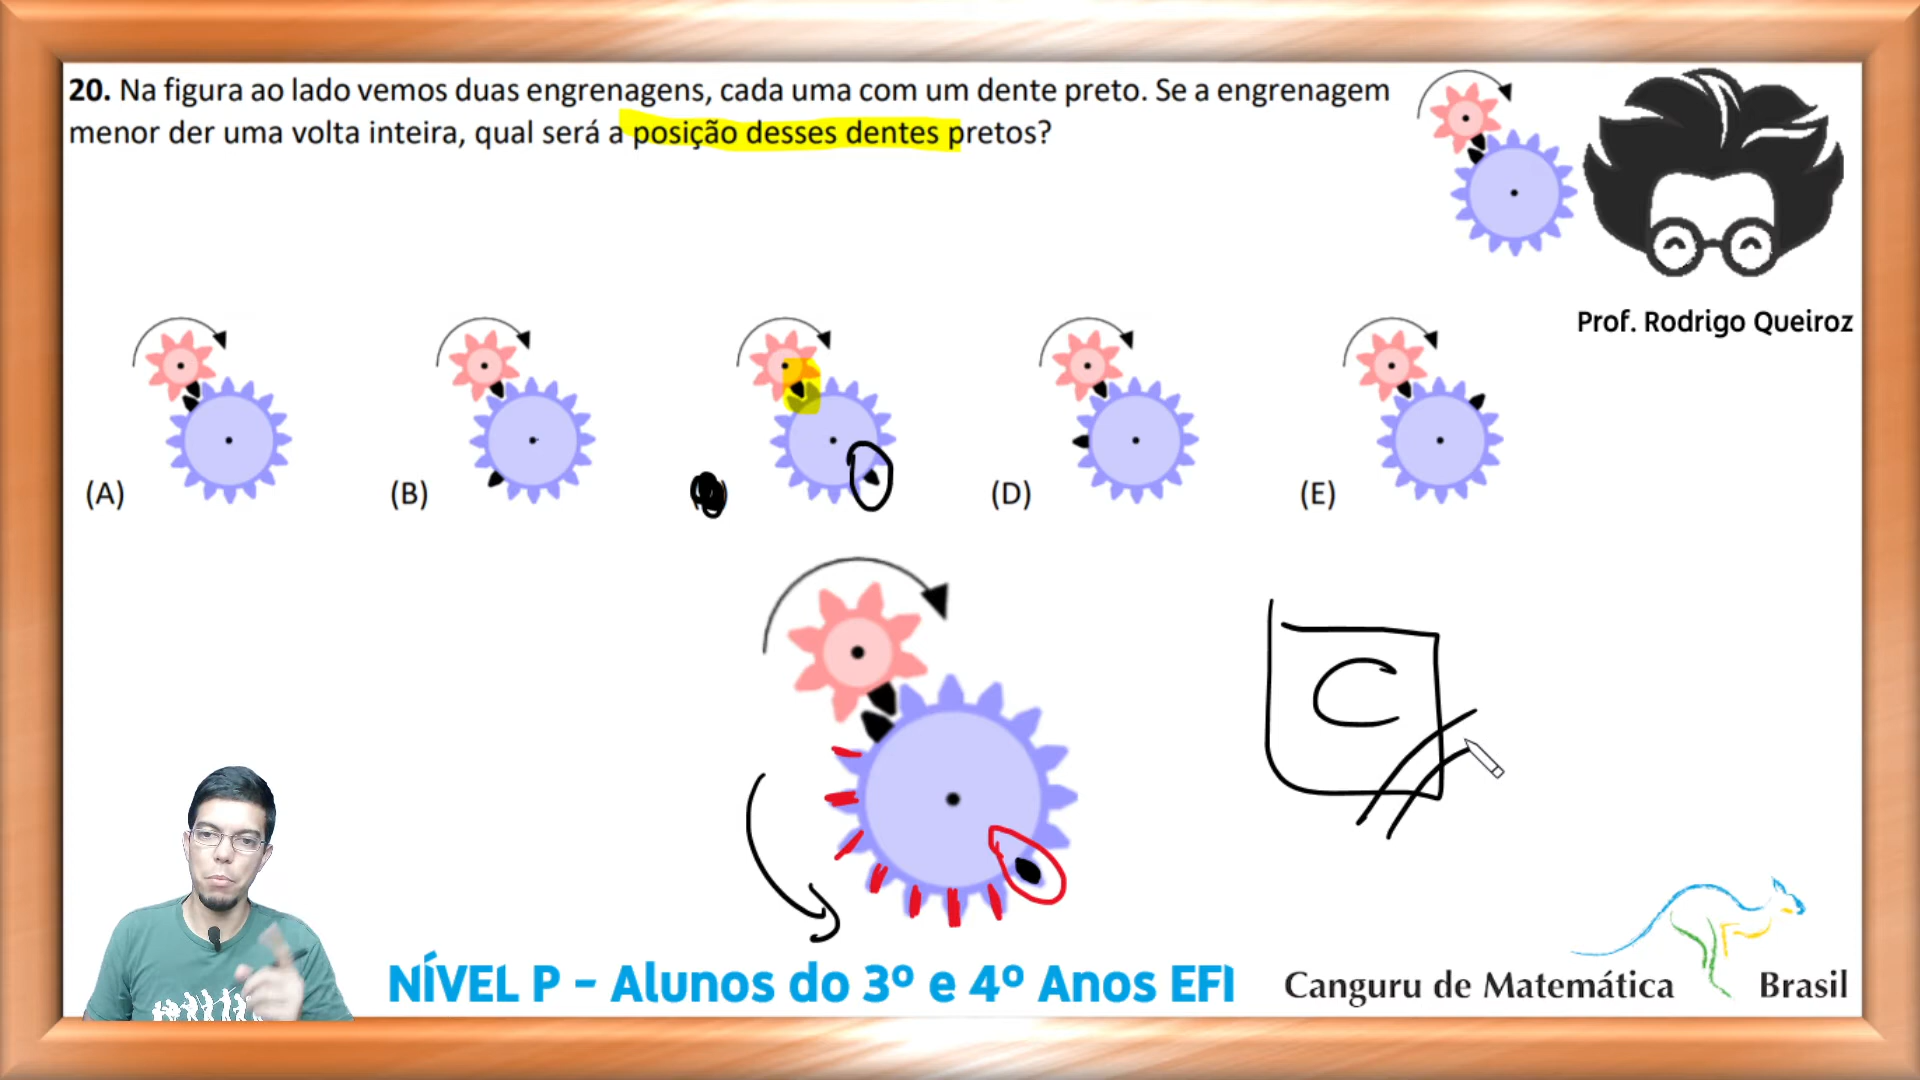 20. Na figura ao lado vemos duas engrenagens, cada uma com um dente preto. Se a engrenagem
menor der uma volta inteira, qual será a posição desses dentes pretos?
Prof. Rodrigo Queiroz
(A)
(B)
(D)
(E)
C
NÍVEL P - Alunos do 3º e 4º Anos EFI
Canguru de Matemática Brasil